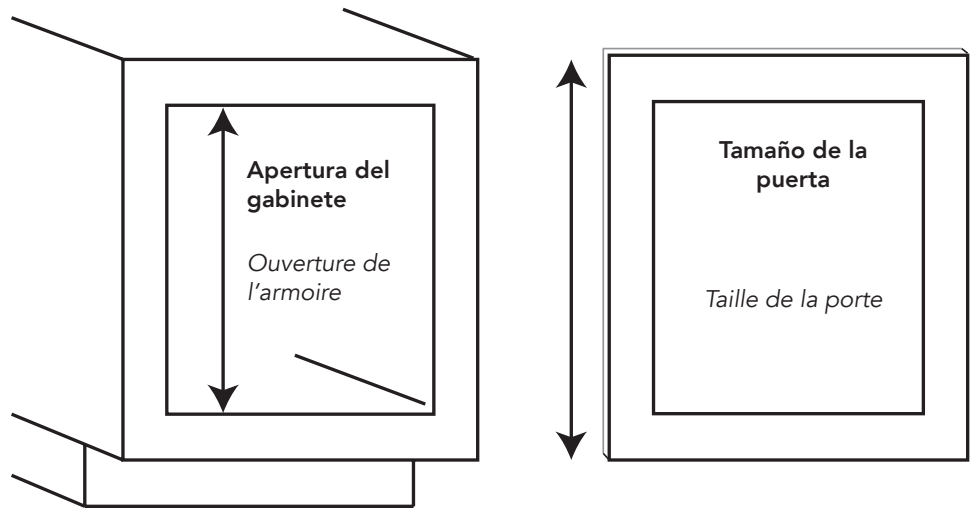 Apertura del
gabinete
Ouverture de
l’armoire
Tamaño de la
puerta
Taille de la porte